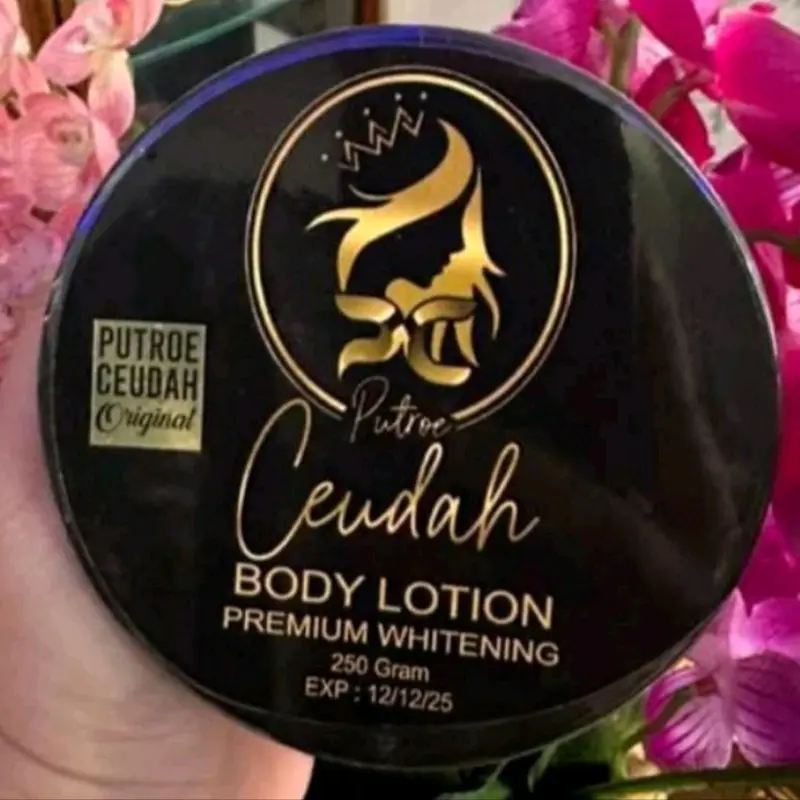 PUTROE
CEUDAH
Original
Putroe
Ceudah
BODY LOTION
PREMIUM WHITENING
250 Gram
EXP : 12/12/25